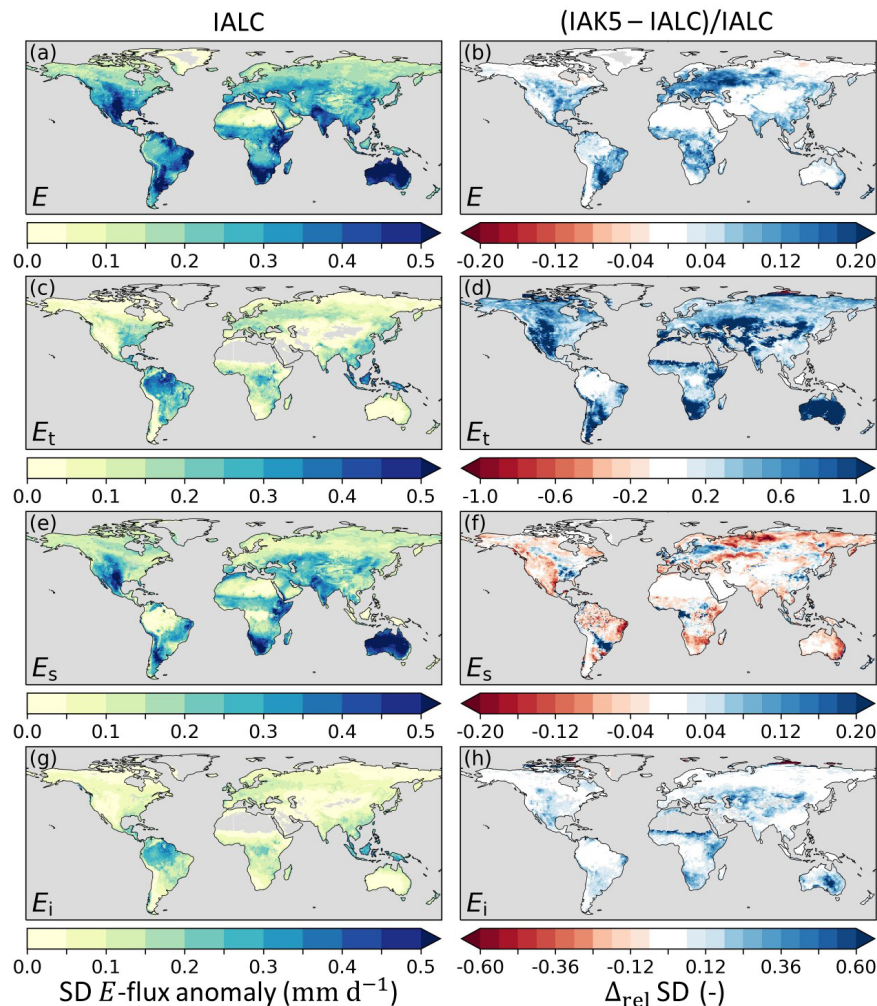 IALC (IAK5 – IALC)/IALC
(a) (b)
E E
0.0 0.1 0.2 0.3 0.4 0.5 -0.20 -0.12 -0.04 0.04 0.12 0.20
(c) (d)
Et Et
0.0 0.1 0.2 0.3 0.4 0.5 -1.0 -0.6 -0.2 0.2 0.6 1.0
(e) (f)
Es Es
0.0 0.1 0.2 0.3 0.4 0.5 -0.20 -0.12 -0.04 0.04 0.12 0.20
(g) (h)
Ei Ei
0.0 0.1 0.2 0.3 0.4 0.5 -0.60 -0.36 -0.12 0.12 0.36 0.60
SD E-flux anomaly (mm d⁻¹) Δrel SD (-)